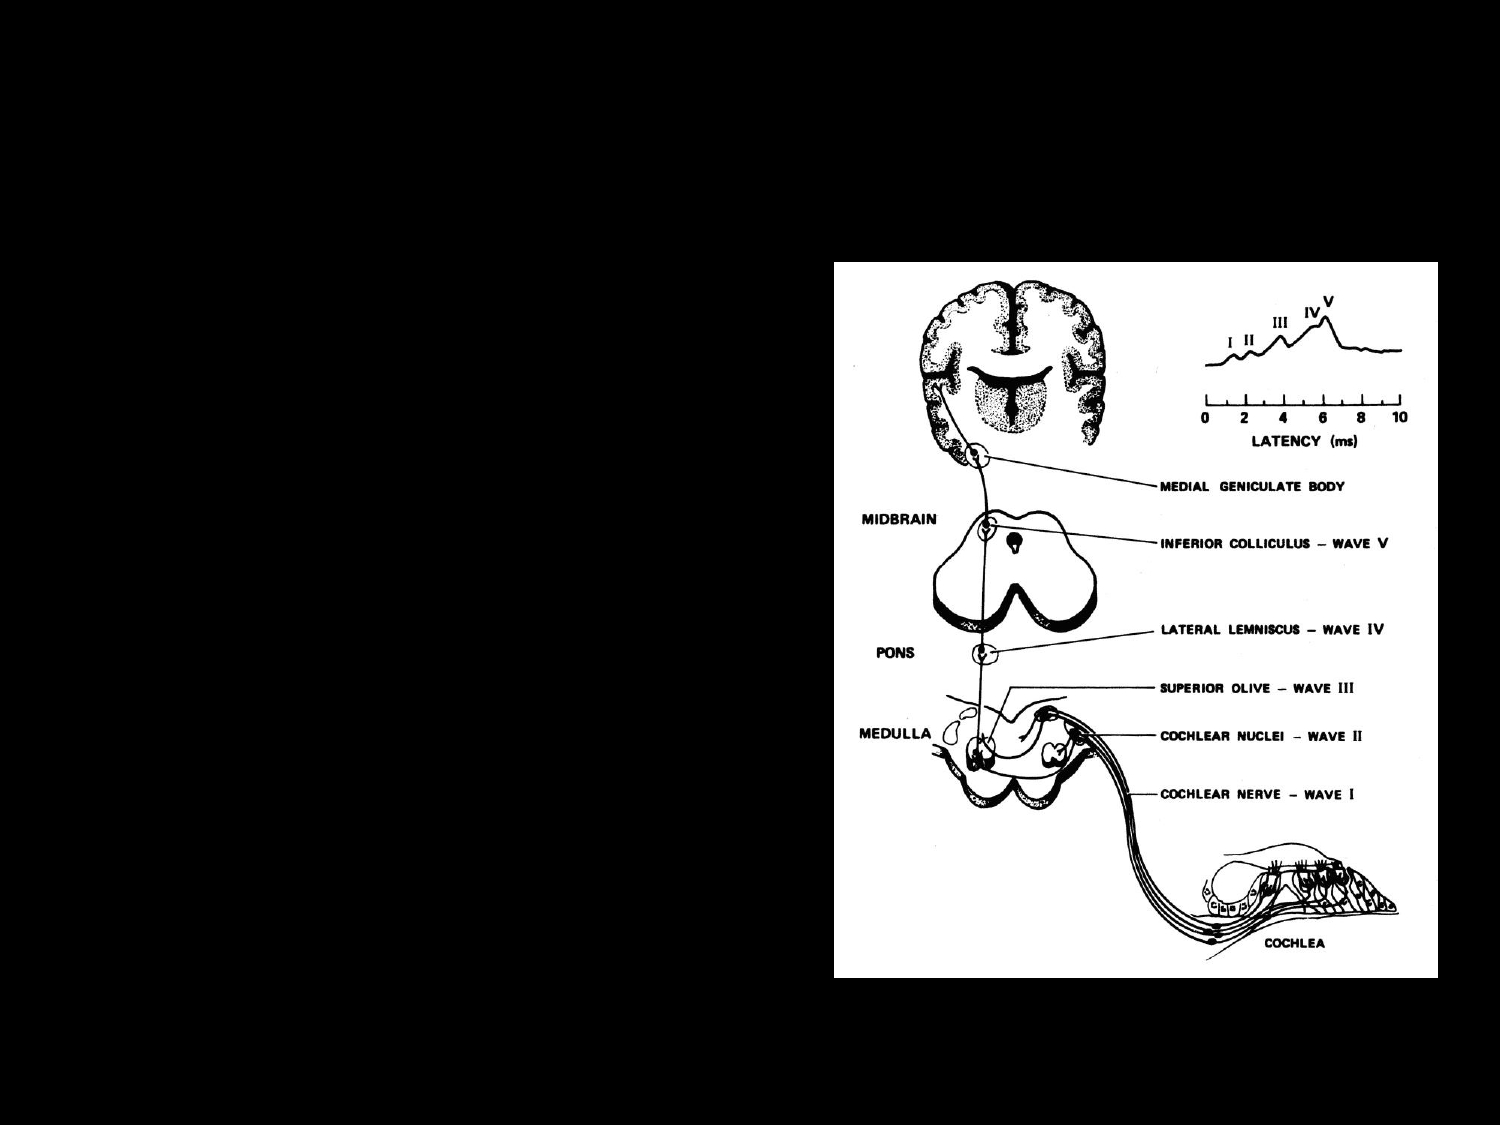 I II III IV V
0 2 4 6 8 10
LATENCY (ms)
MEDIAL GENICULATE BODY
MIDBRAIN
INFERIOR COLLICULUS – WAVE V
LATERAL LEMNISCUS – WAVE IV
PONS
SUPERIOR OLIVE – WAVE III
MEDULLA
COCHLEAR NUCLEI – WAVE II
COCHLEAR NERVE – WAVE I
COCHLEA